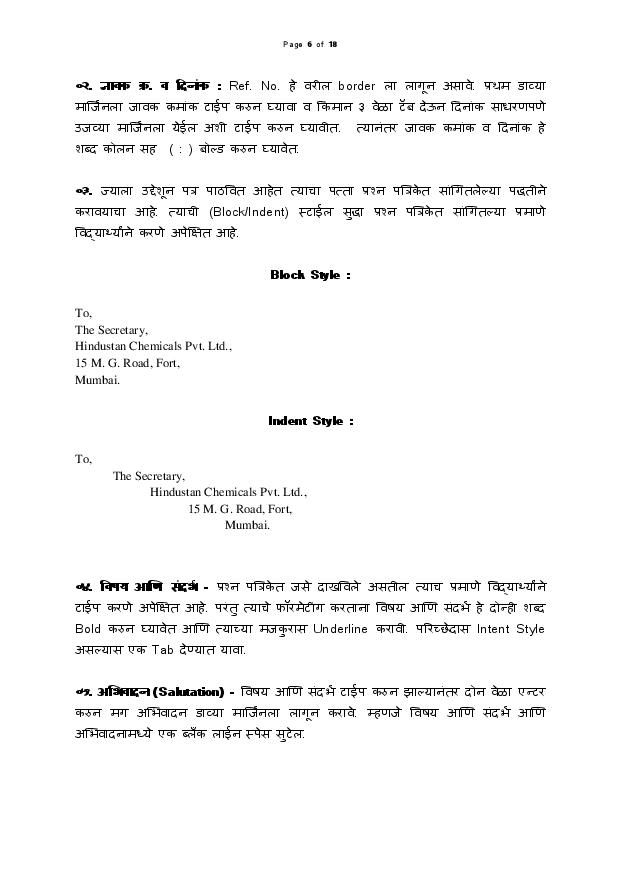 Page 6 of 18
०२. जावक क्र. व दिनांक : Ref. No. हे वरील border ला लागून असावे. प्रथम डाव्या
मार्जिनला जावक कमांक टाईप करुन घ्यावा व किमान ३ वेळा टॅब देऊन दिनांक साधरणपणे
उजव्या मार्जिनला येईल अशी टाईप करुन घ्यावीत. त्यानंतर जावक कमांक व दिनांक हे
शब्द कोलन सह ( : ) बोल्ड करुन घ्यावेत.
०३. ज्याला उद्देशून पत्र पाठवित आहेत त्याचा पत्ता प्रश्न पत्रिकेत सांगितलेल्या पद्धतीने
करावयाचा आहे. त्याची (Block/Indent) स्टाईल सुद्धा प्रश्न पत्रिकेत सांगितल्या प्रमाणे
विद्यार्थ्यांने करणे अपेक्षित आहे.
Block Style :
To,
The Secretary,
Hindustan Chemicals Pvt. Ltd.,
15 M. G. Road, Fort,
Mumbai.
Indent Style :
To,
The Secretary,
Hindustan Chemicals Pvt. Ltd.,
15 M. G. Road, Fort,
Mumbai.
०४. विषय आणि संदर्भ - प्रश्न पत्रिकेत जसे दाखविले असतील त्याच प्रमाणे विद्यार्थ्यांने
टाईप करणे अपेक्षित आहे. परंतु त्याचे फॉरमेटींग करताना विषय आणि संदर्भ हे दोन्ही शब्द
Bold करुन घ्यावेत आणि त्याच्या मजकुरास Underline करावी. परिच्छेदास Intent Style
असल्यास एक Tab देण्यात यावा.
०५. अभिवादन (Salutation) - विषय आणि संदर्भ टाईप करुन झाल्यानंतर दोन वेळा एन्टर
करुन मग अभिवादन डाव्या मार्जिनला लागून करावे. म्हणजे विषय आणि संदर्भ आणि
अभिवादनामध्ये एक ब्लँक लाईन स्पेस सुटेल.